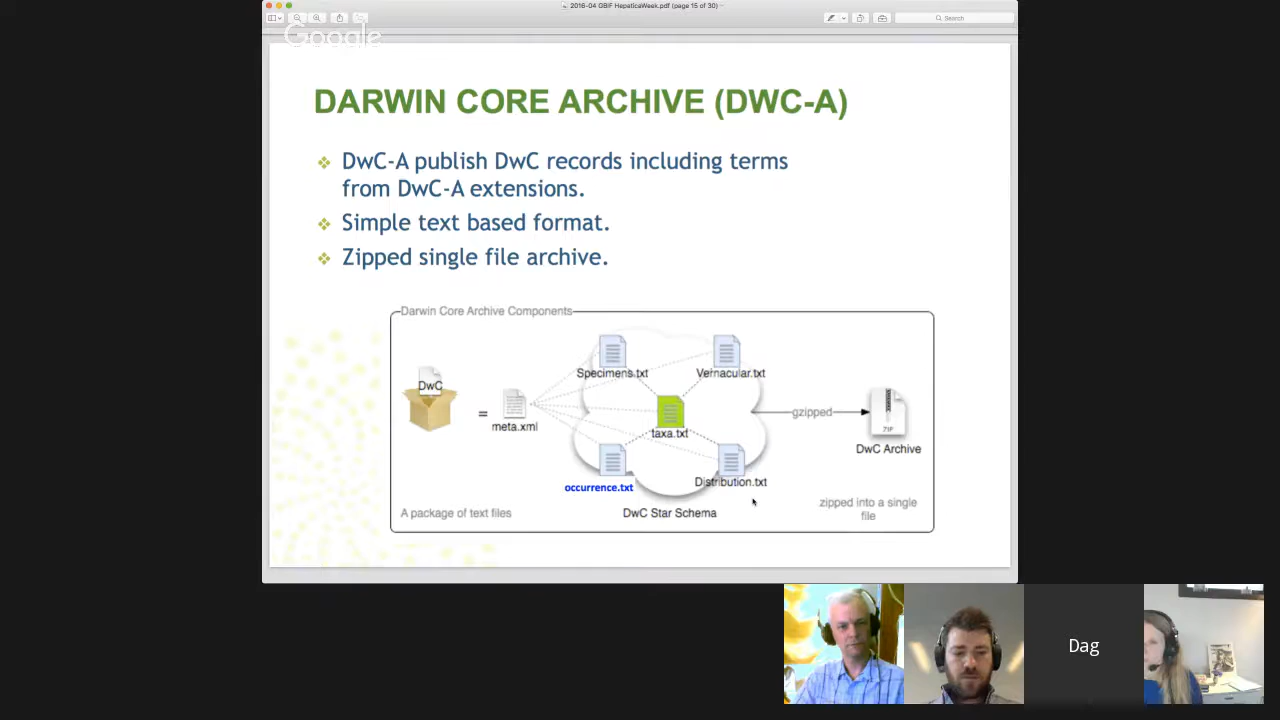 2016-04 GBIF HepaticaWeek.pdf (page 15 of 30)
Search
Google
DARWIN CORE ARCHIVE (DWC-A)
DwC-A publish DwC records including terms
from DwC-A extensions.
Simple text based format.
Zipped single file archive.
Darwin Core Archive Components
Specimens.txt
Vernacular.txt
DwC
=
meta.xml
taxa.txt
gzipped
ZIP
DwC Archive
occurrence.txt
Distribution.txt
A package of text files
DwC Star Schema
zipped into a single
file
Dag